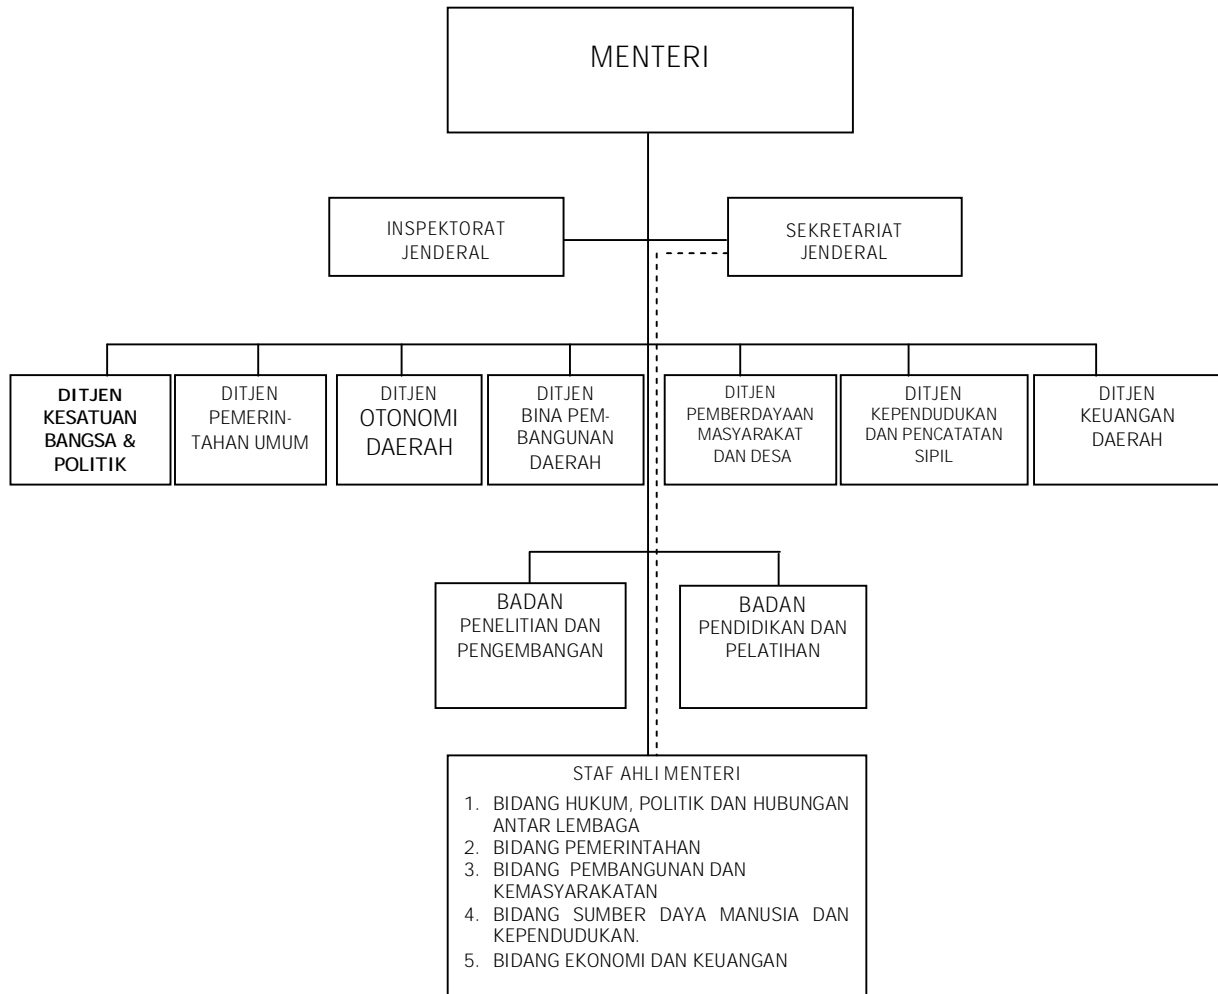 MENTERI
INSPEKTORAT
JENDERAL
SEKRETARIAT
JENDERAL
DITJEN
KESATUAN
BANGSA &
POLITIK
DITJEN
PEMERIN-
TAHAN UMUM
DITJEN
OTONOMI
DAERAH
DITJEN
BINA PEM-
BANGUNAN
DAERAH
DITJEN
PEMBERDAYAAN
MASYARAKAT
DAN DESA
DITJEN
KEPENDUDUKAN
DAN PENCATATAN
SIPIL
DITJEN
KEUANGAN
DAERAH
BADAN
PENELITIAN DAN
PENGEMBANGAN
BADAN
PENDIDIKAN DAN
PELATIHAN
STAF AHLI MENTERI
1. BIDANG HUKUM, POLITIK DAN HUBUNGAN
ANTAR LEMBAGA
2. BIDANG PEMERINTAHAN
3. BIDANG PEMBANGUNAN DAN
KEMASYARAKATAN
4. BIDANG SUMBER DAYA MANUSIA DAN
KEPENDUDUKAN.
5. BIDANG EKONOMI DAN KEUANGAN